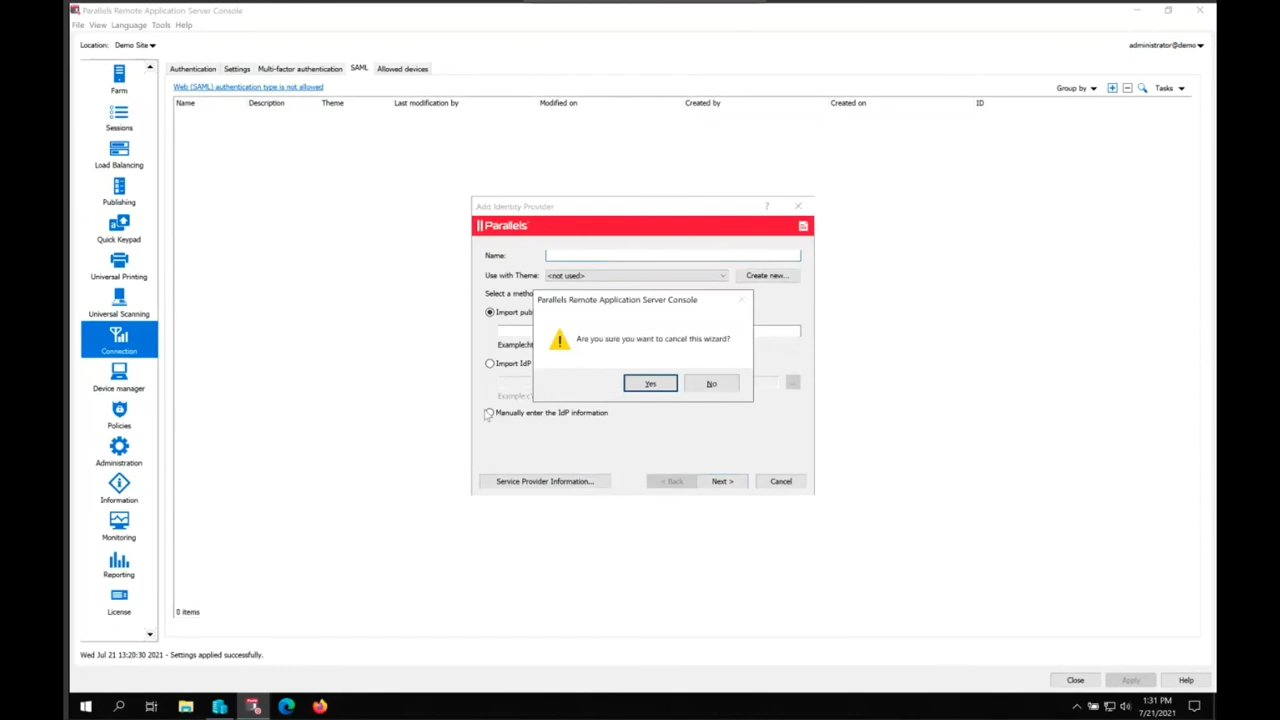 Parallels Remote Application Server Console
File View Language Tools Help
Location: Demo Site
administrator@demo
Farm
Sessions
Load Balancing
Publishing
Quick Keypad
Universal Printing
Universal Scanning
Connection
Device manager
Policies
Administration
Information
Monitoring
Reporting
License
Authentication Settings Multi-factor authentication SAML Allowed devices
Web (SAML) authentication type is not allowed
Group by Tasks
Name Description Theme Last modification by Modified on Created by Created on ID
Add Identity Provider ?
Parallels
Name:
Use with Theme: <not used> Create new...
Select a metho
Import pub
Example:ht
Import IdP
Example:c
...
Manually enter the IdP information
Service Provider Information... < Back Next > Cancel
Parallels Remote Application Server Console
Are you sure you want to cancel this wizard?
Yes No
0 items
Wed Jul 21 13:20:30 2021 - Settings applied successfully.
Close Apply Help
1:31 PM
7/21/2021